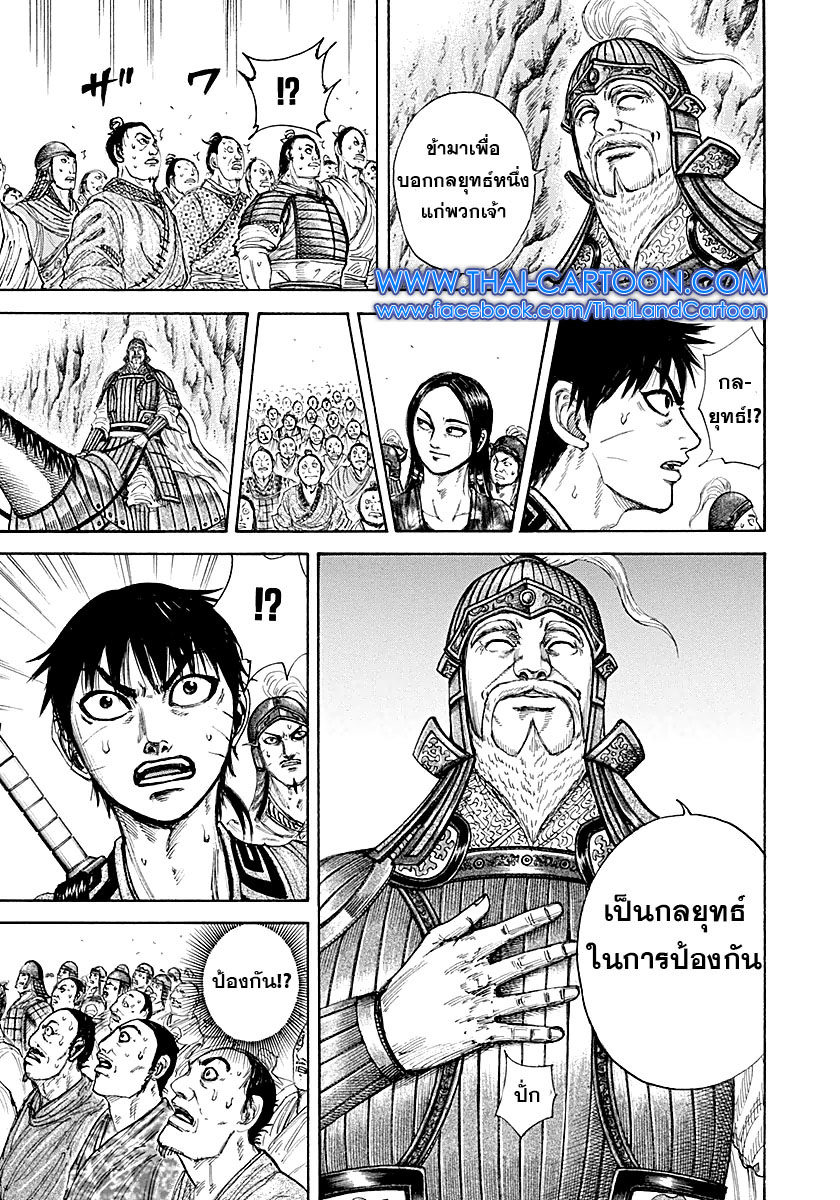 ข้ามาเพื่อ
บอกกลยุทธ์หนึ่ง
แก่พวกเจ้า
!?
ザワ
WWW.THAI-CARTOON.COM
www.facebook.com/ThaiLandCartoon
กล-
ยุทธ์!?
เป็นกลยุทธ์
ในการป้องกัน
ปั่ก
!?
ป้องกัน!?